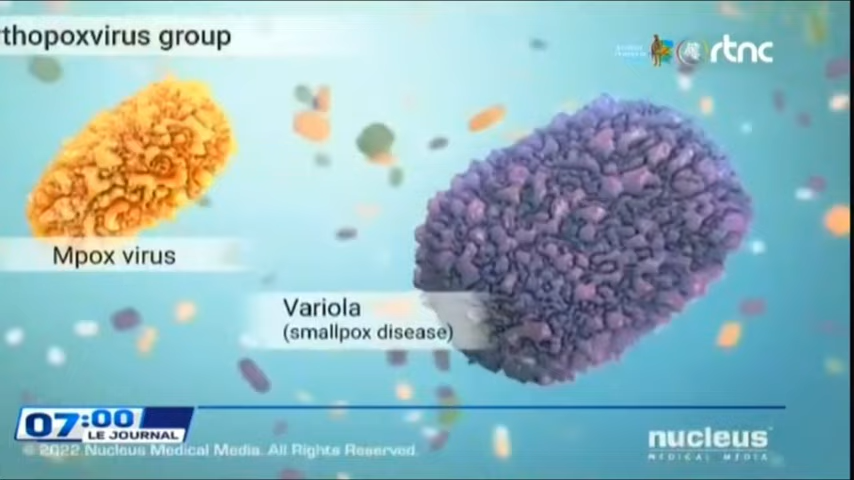 rthopoxvirus group
rtnc
Mpox virus
Variola
(smallpox disease)
07:00
LE JOURNAL
© 2022 Nucleus Medical Media. All Rights Reserved.
nucleus
MEDICAL MEDIA